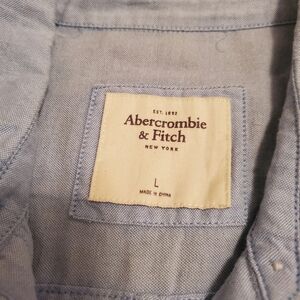 EST. 1892
Abercrombie
& Fitch
NEW YORK
L
MADE IN CHINA